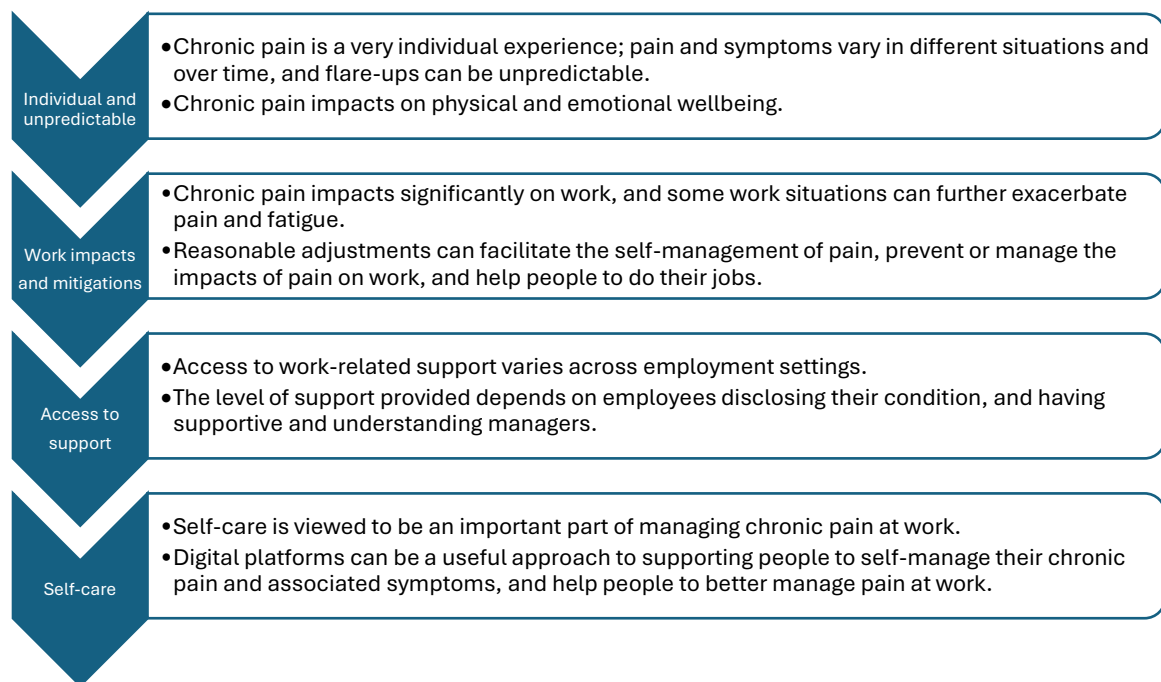 Individual and
unpredictable
•Chronic pain is a very individual experience; pain and symptoms vary in different situations and
over time, and flare-ups can be unpredictable.
•Chronic pain impacts on physical and emotional wellbeing.
Work impacts
and mitigations
•Chronic pain impacts significantly on work, and some work situations can further exacerbate
pain and fatigue.
•Reasonable adjustments can facilitate the self-management of pain, prevent or manage the
impacts of pain on work, and help people to do their jobs.
Access to
support
•Access to work-related support varies across employment settings.
•The level of support provided depends on employees disclosing their condition, and having
supportive and understanding managers.
Self-care
•Self-care is viewed to be an important part of managing chronic pain at work.
•Digital platforms can be a useful approach to supporting people to self-manage their chronic
pain and associated symptoms, and help people to better manage pain at work.